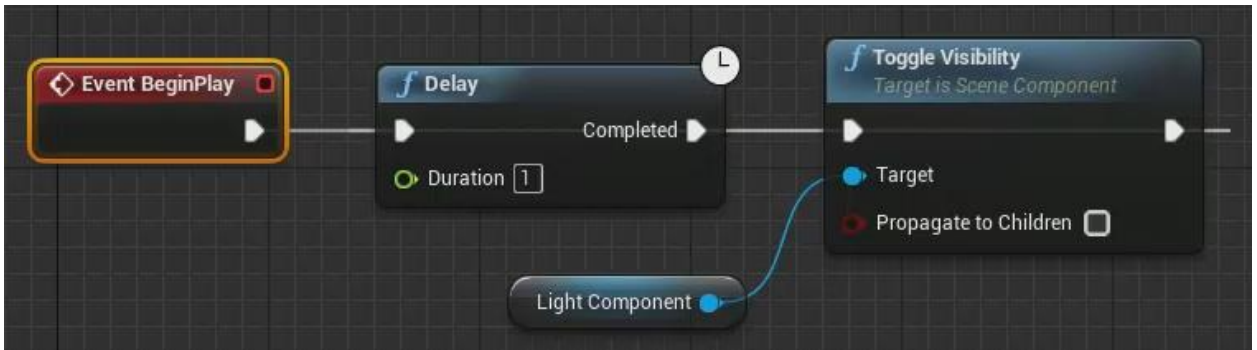 Event BeginPlay
f Delay
Completed
Duration 1
f Toggle Visibility
Target is Scene Component
Target
Propagate to Children
Light Component